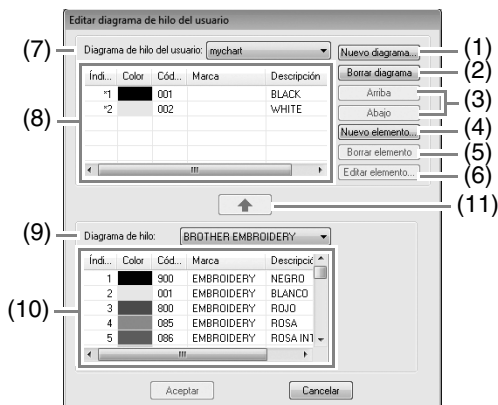 Editar diagrama de hilo del usuario
(7) Diagrama de hilo del usuario: mychart Nuevo diagrama... (1)
Borrar diagrama (2)
Índi... Color Cód... Marca Descripción
*1 001 BLACK
*2 002 WHITE
(8)
Arriba
(3)
Abajo
Nuevo elemento... (4)
Borrar elemento (5)
Editar elemento... (6)
(11)
(9) Diagrama de hilo: BROTHER EMBROIDERY
Índi... Color Cód... Marca Descripció
1 900 EMBROIDERY NEGRO
2 001 EMBROIDERY BLANCO
(10) 3 800 EMBROIDERY ROJO
4 085 EMBROIDERY ROSA
5 086 EMBROIDERY ROSA INT
Aceptar Cancelar